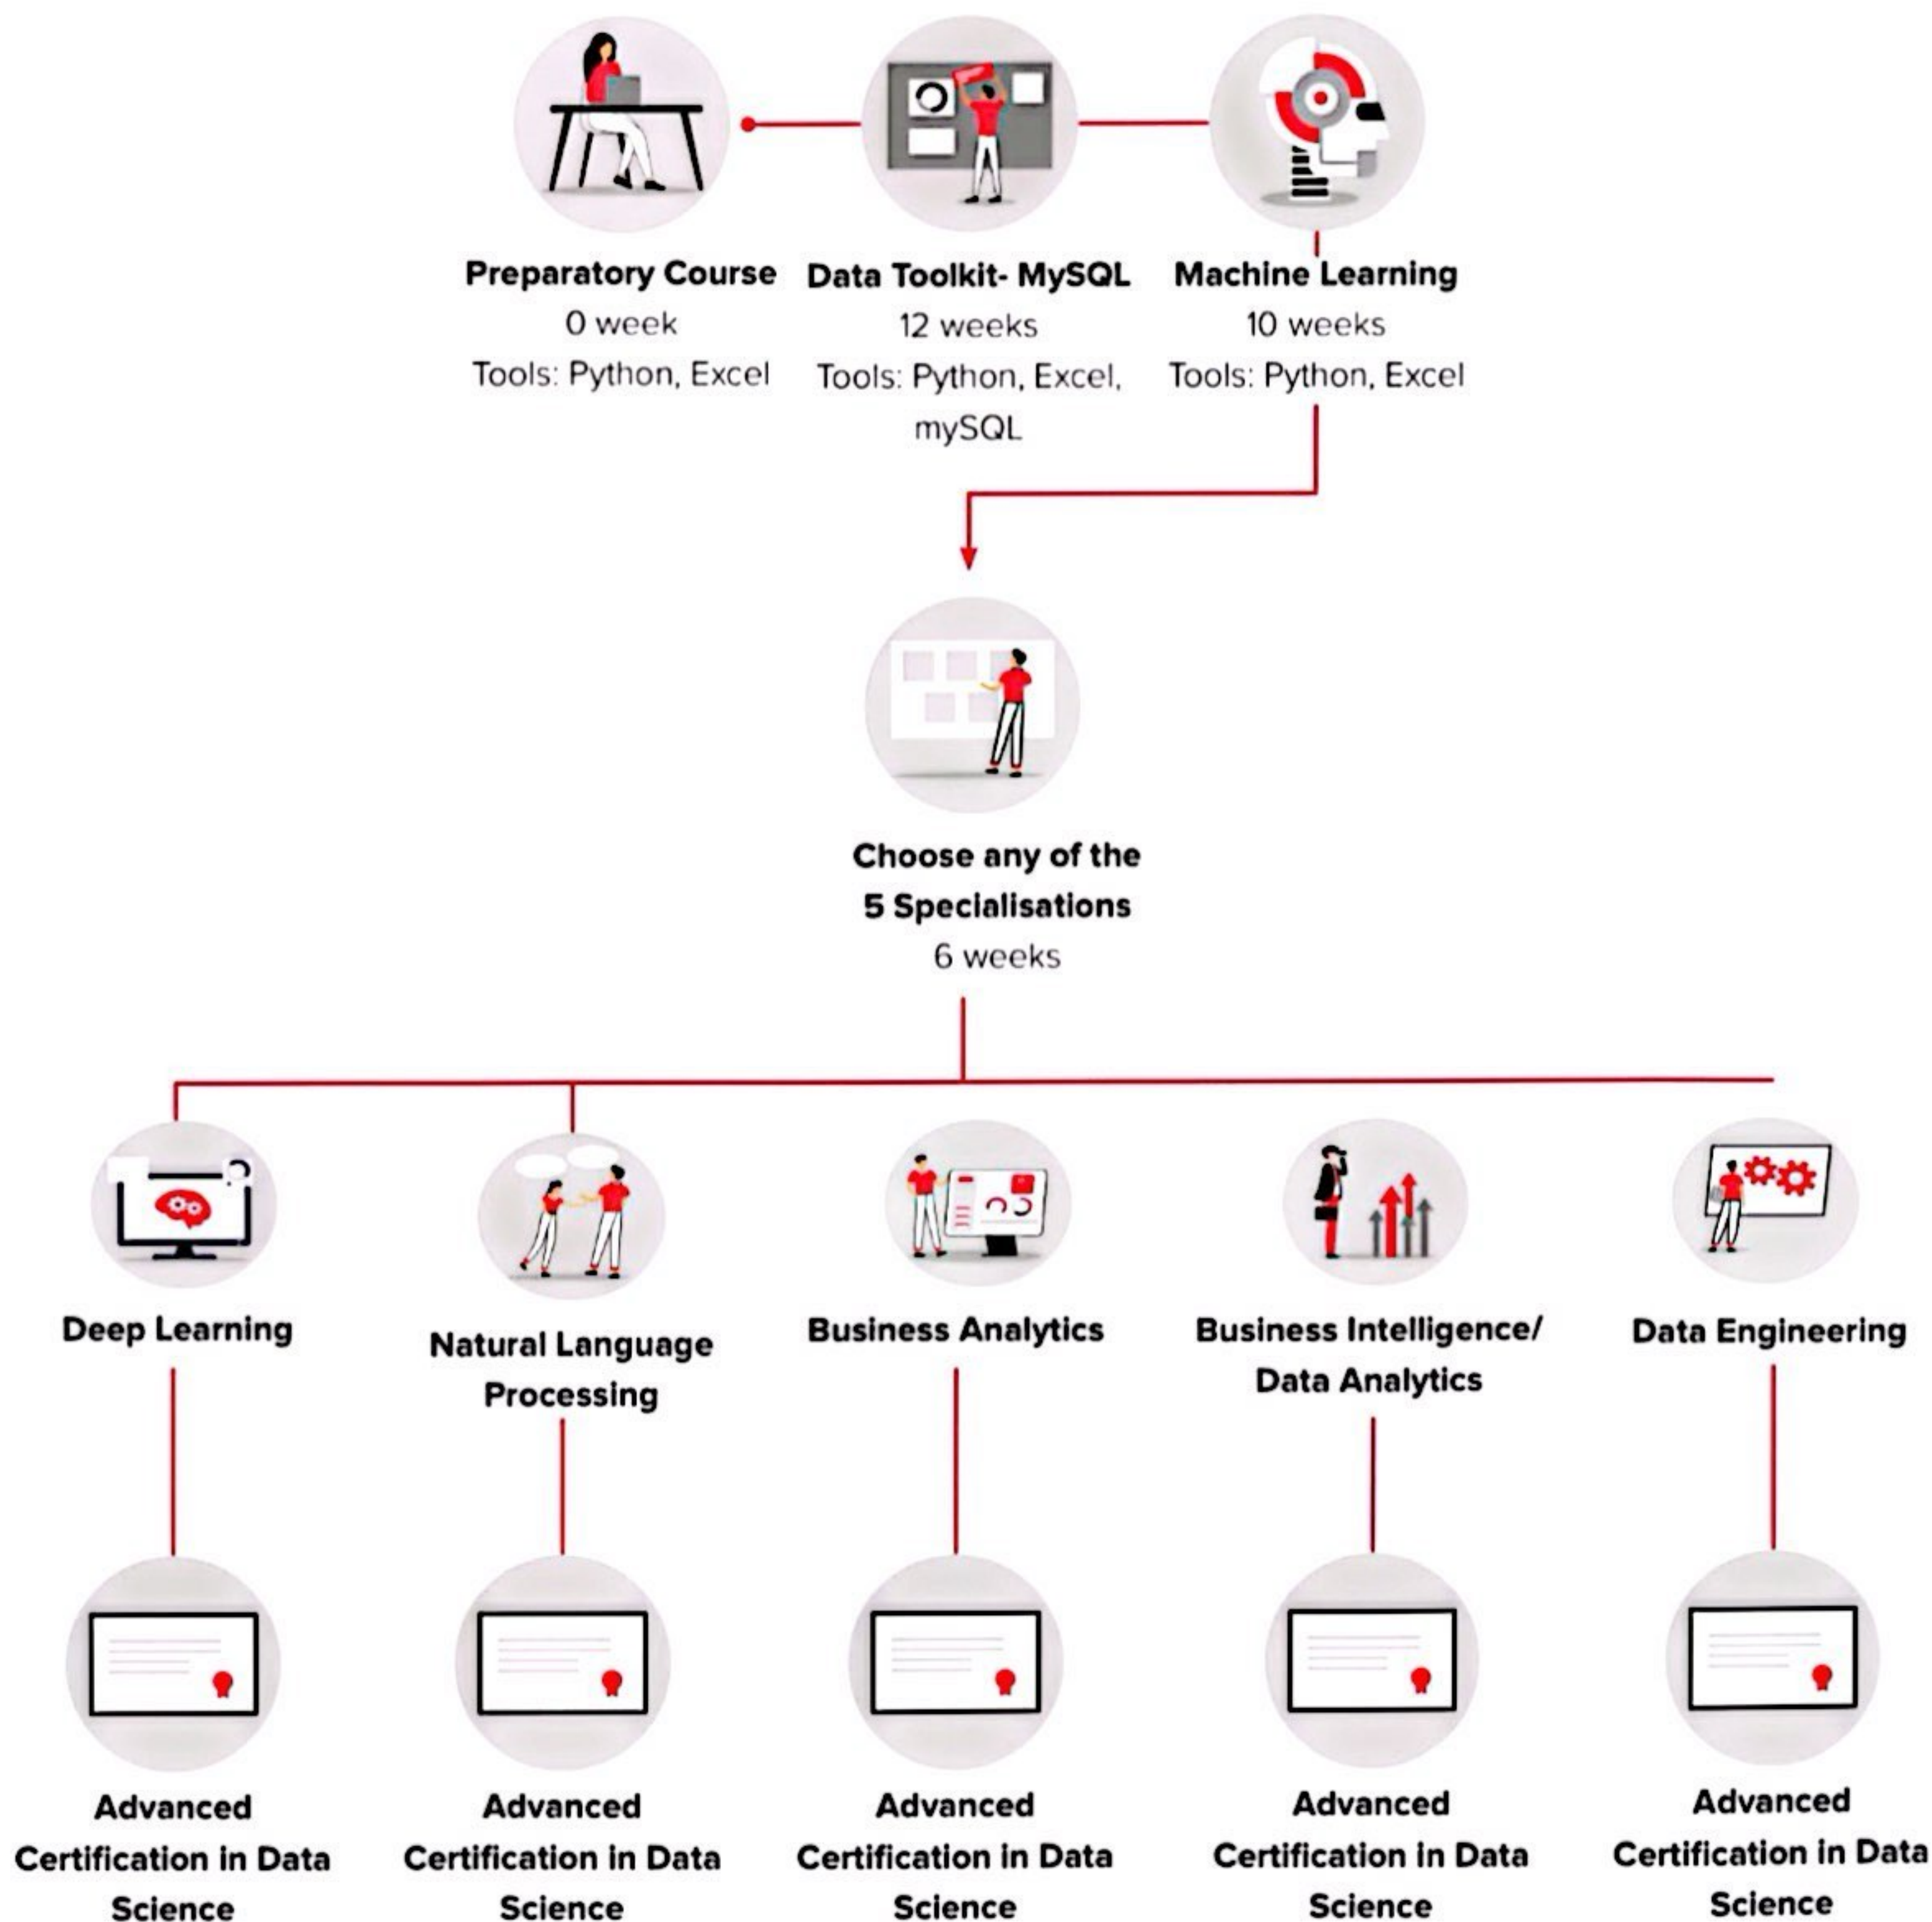 Preparatory Course
0 week
Tools: Python, Excel
Data Toolkit- MySQL
12 weeks
Tools: Python, Excel,
mySQL
Machine Learning
10 weeks
Tools: Python, Excel
Choose any of the
5 Specialisations
6 weeks
Deep Learning
Natural Language
Processing
Business Analytics
Business Intelligence/
Data Analytics
Data Engineering
Advanced
Certification in Data
Science
Advanced
Certification in Data
Science
Advanced
Certification in Data
Science
Advanced
Certification in Data
Science
Advanced
Certification in Data
Science